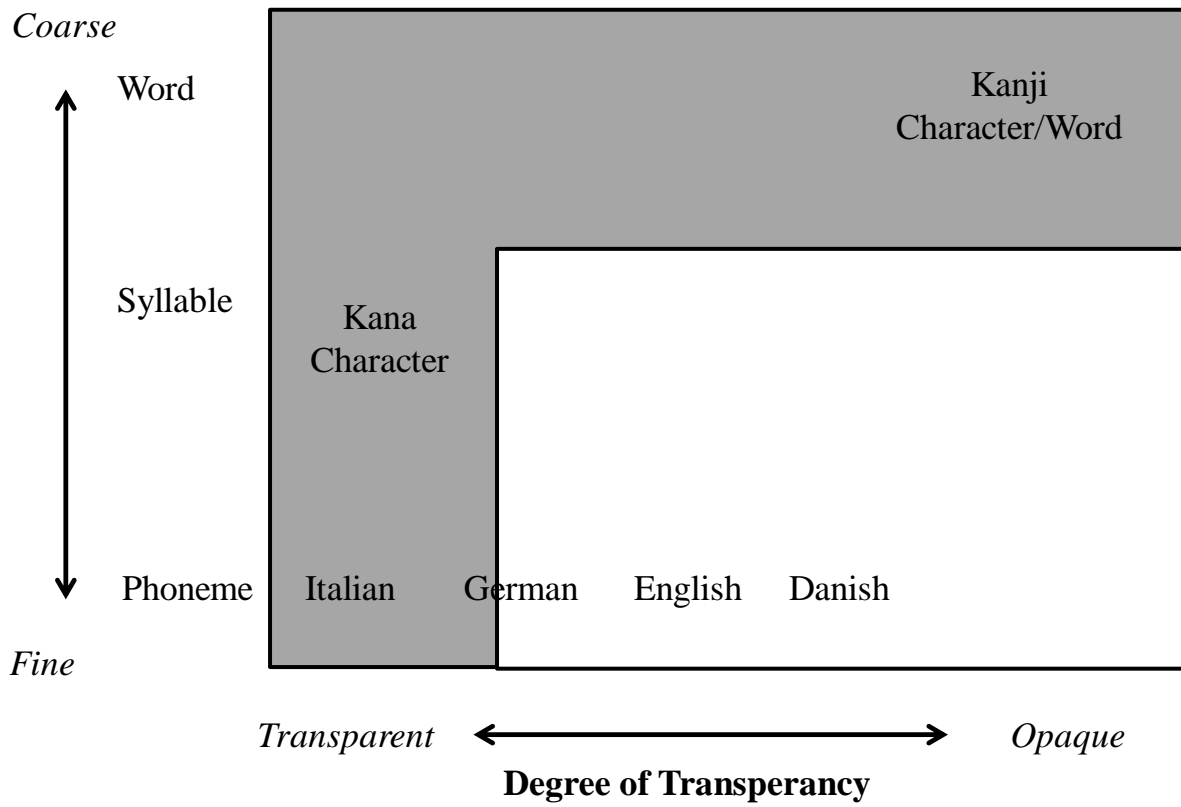 Coarse
Word
Kanji
Character/Word
Syllable
Kana
Character
Phoneme Italian German English Danish
Fine
Transparent Opaque
Degree of Transperancy